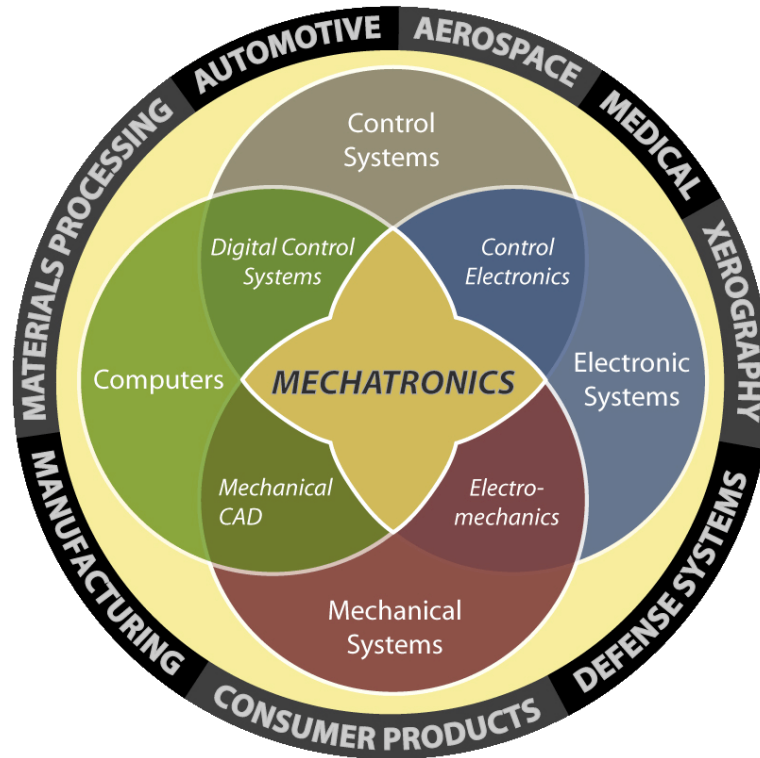 AUTOMOTIVE
AEROSPACE
MEDICAL
XEROGRAPHY
DEFENSE SYSTEMS
CONSUMER PRODUCTS
MANUFACTURING
MATERIALS PROCESSING
Control
Systems
Digital Control
Systems
Control
Electronics
Computers
MECHATRONICS
Electronic
Systems
Mechanical
CAD
Electro-
mechanics
Mechanical
Systems